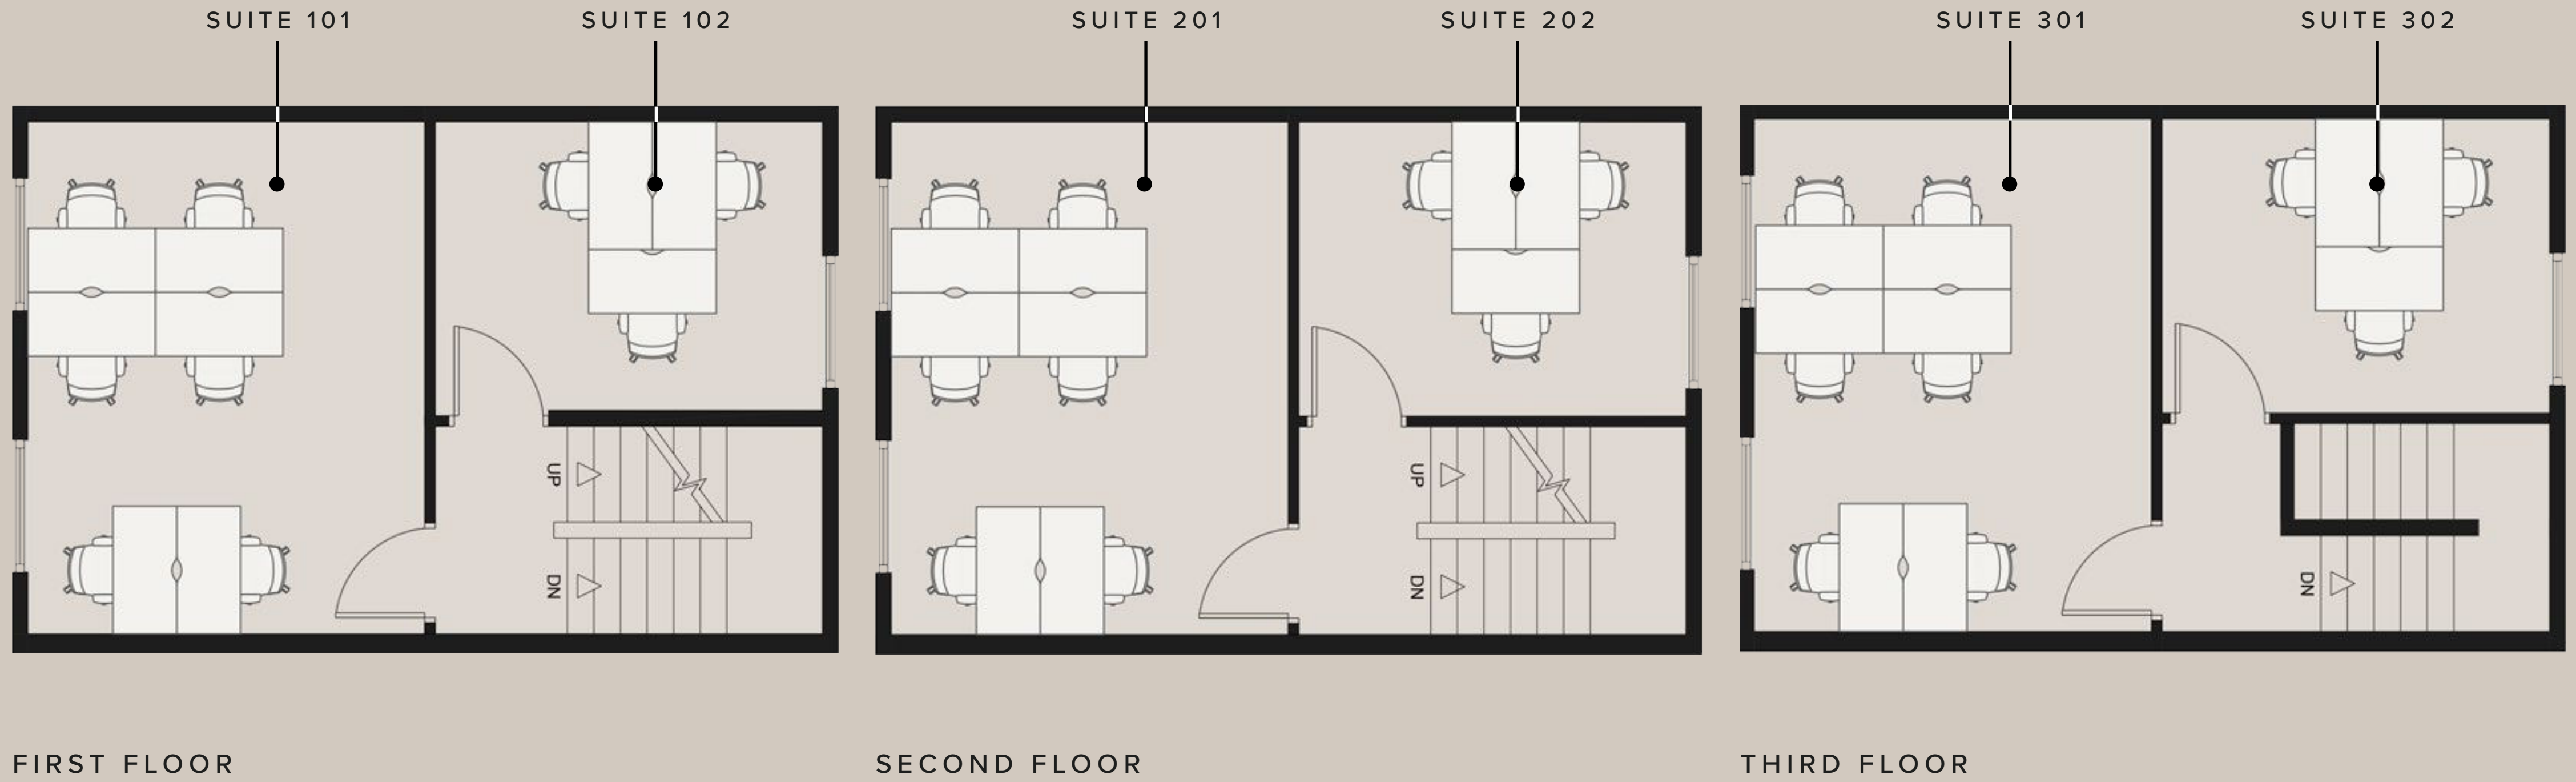 SUITE 101
SUITE 102
SUITE 201
SUITE 202
SUITE 301
SUITE 302
UP
DN
UP
DN
DN
FIRST FLOOR
SECOND FLOOR
THIRD FLOOR